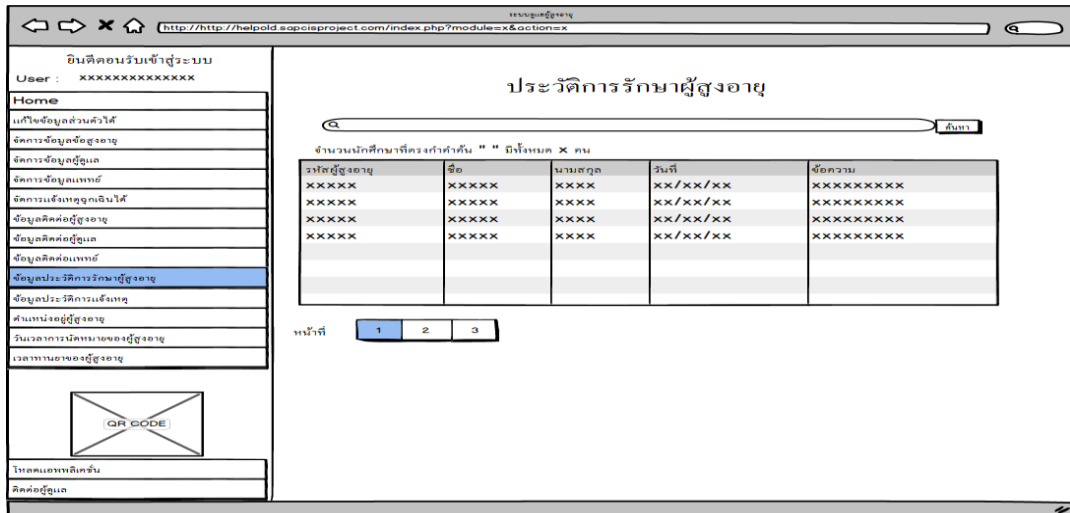 ระบบดูแลผู้สูงอายุ
http://http://helpold.sapcisproject.com/index.php?module=x&action=x
ยินดีตอนรับเข้าสู่ระบบ
User : xxxxxxxxxxxxxx
Home
แก้ไขข้อมูลส่วนตัวได้
จัดการข้อมูลข้อสูงอายุ
จัดการข้อมูลผู้ดูแล
จัดการข้อมูลแพทย์
จัดการแจ้งเหตุฉุกเฉินได้
ข้อมูลติดต่อผู้สูงอายุ
ข้อมูลติดต่อผู้ดูแล
ข้อมูลติดต่อแพทย์
ข้อมูลประวัติการรักษาผู้สูงอายุ
ข้อมูลประวัติการแจ้งเหตุ
ตำแหน่งอยู่ผู้สูงอายุ
วันเวลาการนัดหมายของผู้สูงอายุ
เวลาทานยาของผู้สูงอายุ
QR CODE
โหลดแอพพลิเคชั่น
ติดต่อผู้ดูแล
ประวัติการรักษาผู้สูงอายุ
ค้นหา
จำนวนนักศึกษาที่ตรงกำคำค้น " " มีทั้งหมด x คน
รหัสผู้สูงอายุ ชื่อ นามสกุล วันที่ ข้อความ
xxxxx xxxxx xxxx xx/xx/xx xxxxxxxxx
xxxxx xxxxx xxxx xx/xx/xx xxxxxxxxx
xxxxx xxxxx xxxx xx/xx/xx xxxxxxxxx
xxxxx xxxxx xxxx xx/xx/xx xxxxxxxxx
หน้าที่ 1 2 3